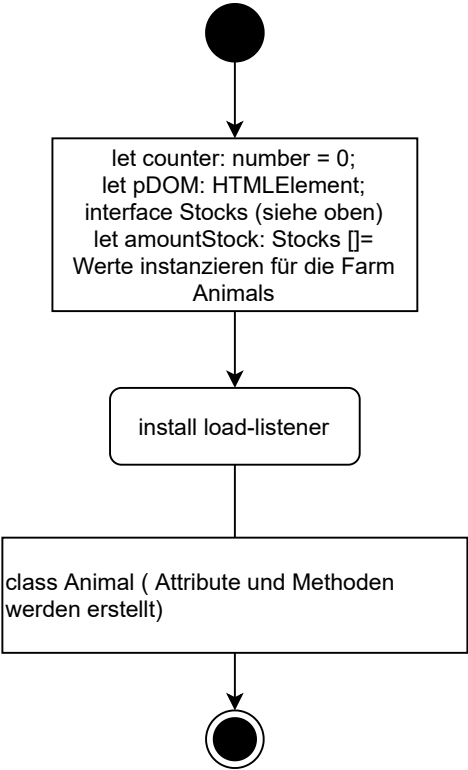 let counter: number = 0;
let pDOM: HTMLElement;
interface Stocks (siehe oben)
let amountStock: Stocks []=
Werte instanzieren für die Farm
Animals
install load-listener
class Animal ( Attribute und Methoden
werden erstellt)